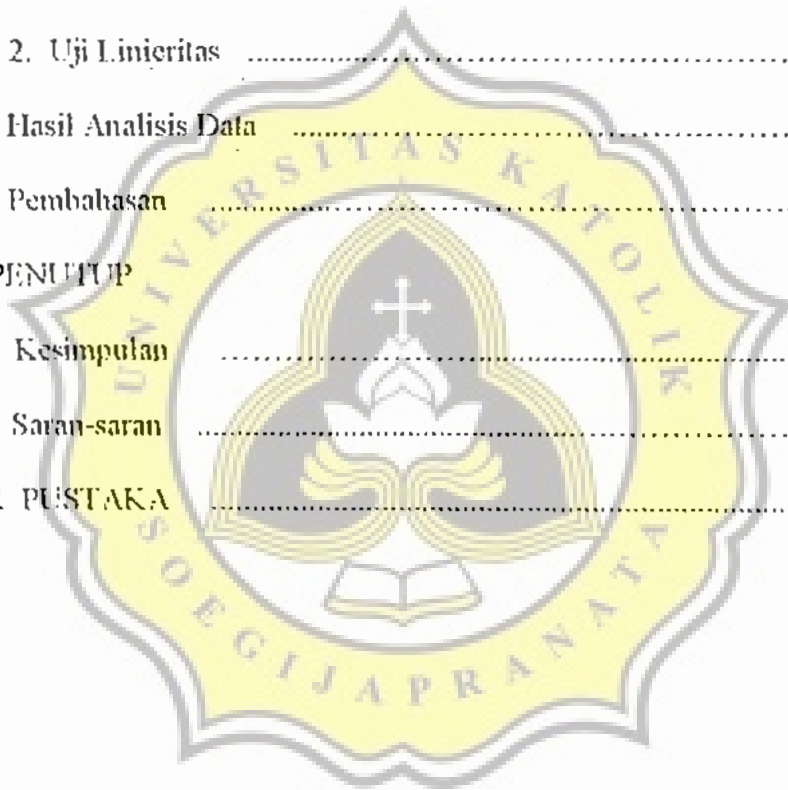 2. Uji Linieritas ........................
Hasil Analisis Data ........................
Pembahasan ........................
PENUTUP
Kesimpulan ........................
Saran-saran ........................
PUSTAKA ........................
UNIVERSITAS KATOLIK
SOEGIJAPRANATA